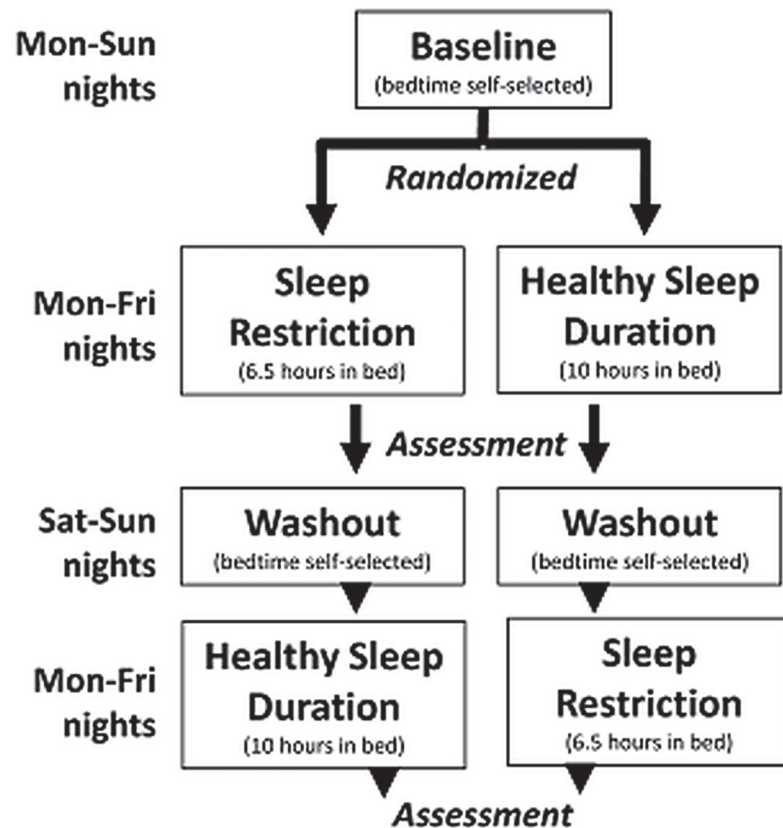 Mon-Sun
nights
Baseline
(bedtime self-selected)
Randomized
Mon-Fri
nights
Sleep
Restriction
(6.5 hours in bed)
Healthy Sleep
Duration
(10 hours in bed)
Assessment
Sat-Sun
nights
Washout
(bedtime self-selected)
Washout
(bedtime self-selected)
Mon-Fri
nights
Healthy Sleep
Duration
(10 hours in bed)
Sleep
Restriction
(6.5 hours in bed)
Assessment